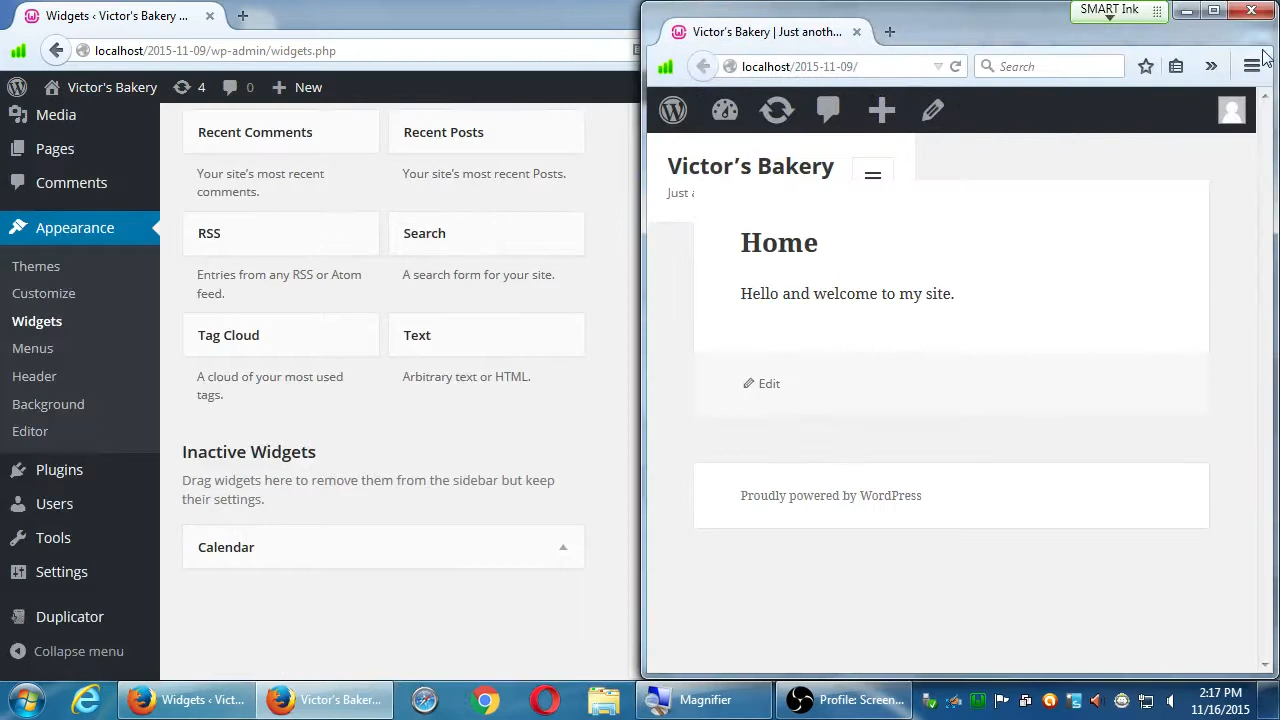 Widgets ‹ Victor's Bakery ...
localhost/2015-11-09/wp-admin/widgets.php
Victor's Bakery
4
0
New
Media
Pages
Comments
Appearance
Themes
Customize
Widgets
Menus
Header
Background
Editor
Plugins
Users
Tools
Settings
Duplicator
Collapse menu
Recent Comments
Your site's most recent
comments.
Recent Posts
Your site's most recent Posts.
RSS
Entries from any RSS or Atom
feed.
Search
A search form for your site.
Tag Cloud
A cloud of your most used
tags.
Text
Arbitrary text or HTML.
Inactive Widgets
Drag widgets here to remove them from the sidebar but keep
their settings.
Calendar
SMART Ink
Victor's Bakery | Just anoth...
localhost/2015-11-09/
Search
Victor's Bakery
Just a
Home
Hello and welcome to my site.
Edit
Proudly powered by WordPress
Widgets ‹ Vict...
Victor's Baker...
Magnifier
Profile: Screen...
2:17 PM
11/16/2015